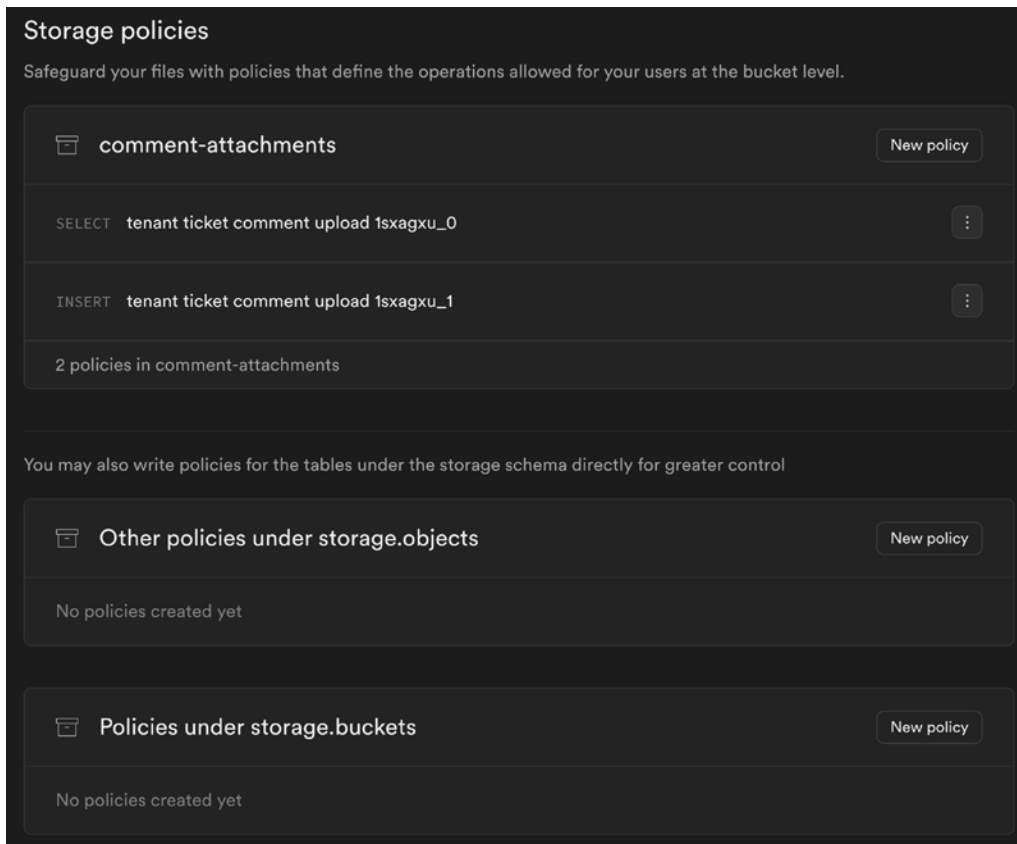 Storage policies
Safeguard your files with policies that define the operations allowed for your users at the bucket level.
comment-attachments
New policy
SELECT tenant ticket comment upload 1sxagxu_0
INSERT tenant ticket comment upload 1sxagxu_1
2 policies in comment-attachments
You may also write policies for the tables under the storage schema directly for greater control
Other policies under storage.objects
New policy
No policies created yet
Policies under storage.buckets
New policy
No policies created yet